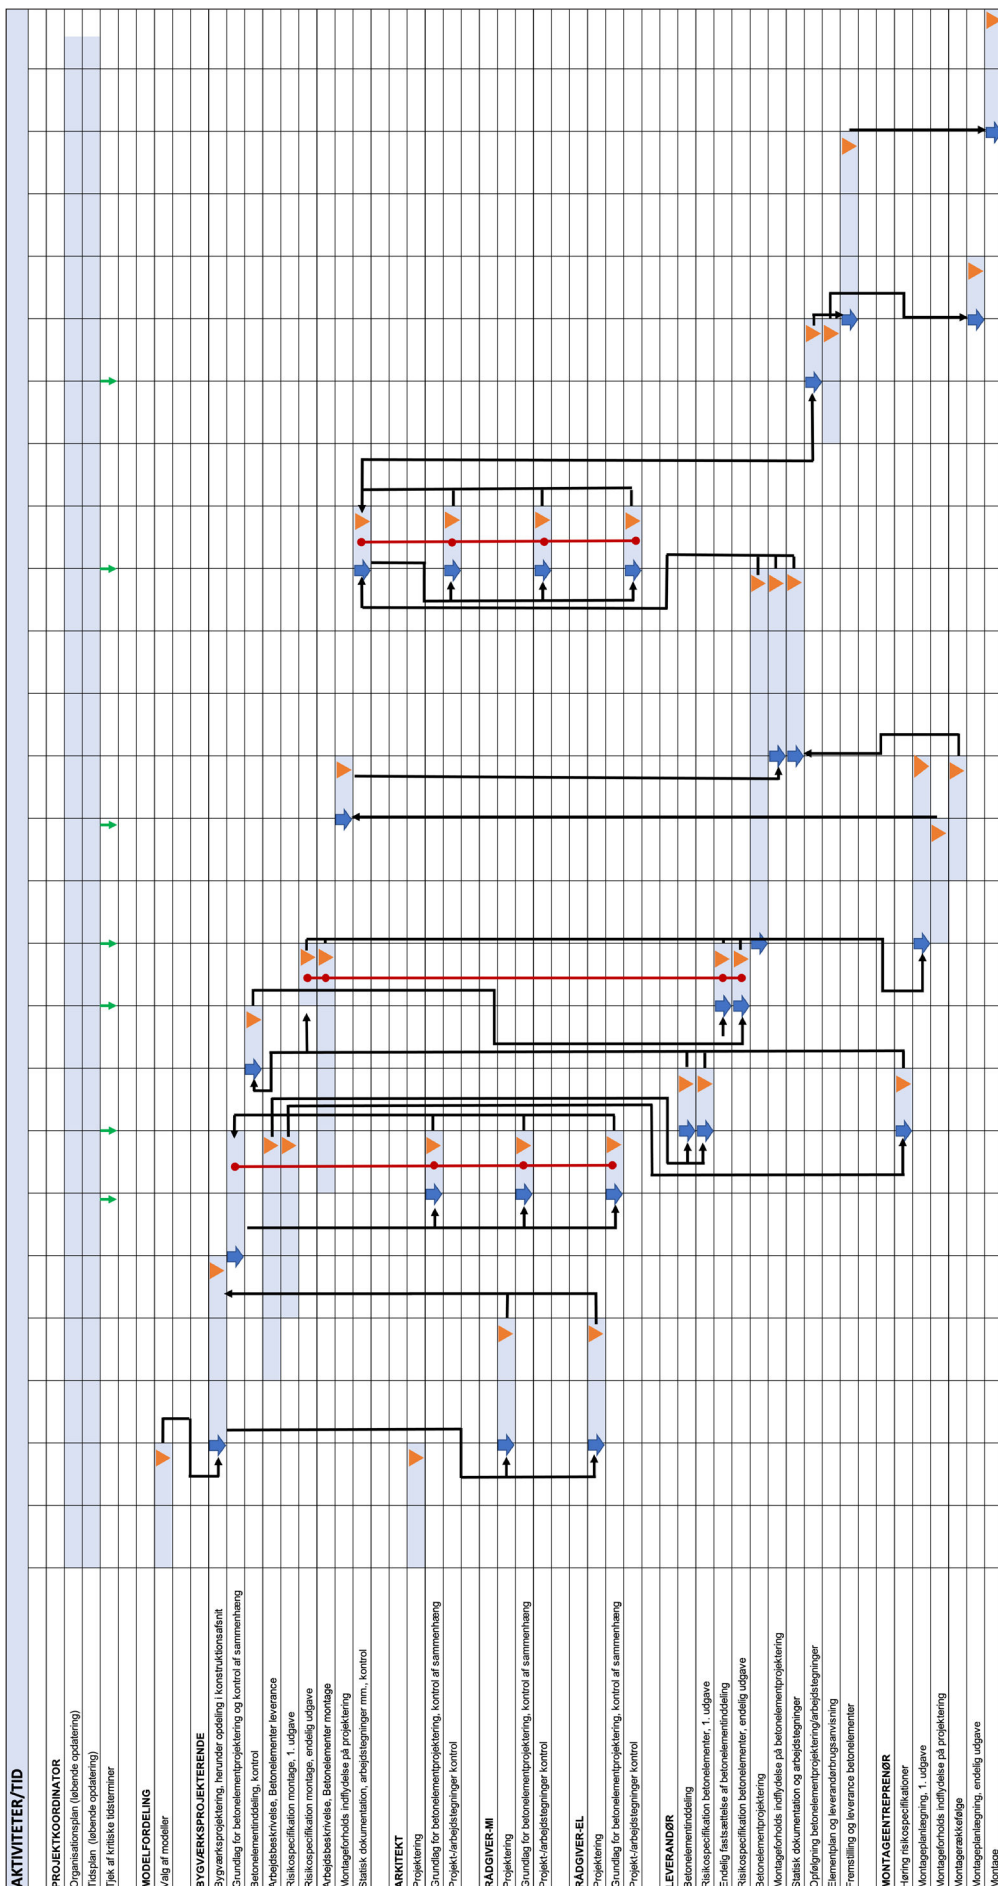 AKTIVITETER/TID
PROJEKTKOORDINATOR
Organisationsplan (løbende opdatering)
Tidsplan (løbende opdatering)
Tjek af kritiske tidsterminer
MODELFORDELING
Valg af modeller
BYGVÆRKSPROJEKTERENDE
Bygværksprojektering, herunder opdeling i konstruktionsafsnit
Grundlag for betonelementprojektering og kontrol af sammenhæng
Betonelementinddeling, kontrol
Arbejdsbeskrivelse, Betonelementer leverance
Risikospecifikation montage, 1. udgave
Risikospecifikation montage, endelig udgave
Arbejdsbeskrivelse, Betonelementer montage
Montageforholds indflydelse på projektering
Statisk dokumentation, arbejdstegninger mm., kontrol
ARKITEKT
Projektering
Grundlag for betonelementprojektering, kontrol af sammenhæng
Projekt-/arbejdstegninger kontrol
RÅDGIVER-MI
Projektering
Grundlag for betonelementprojektering, kontrol af sammenhæng
Projekt-/arbejdstegninger kontrol
RÅDGIVER-EL
Projektering
Grundlag for betonelementprojektering, kontrol af sammenhæng
Projekt-/arbejdstegninger kontrol
LEVERANDØR
Betonelementinddeling
Risikospecifikation betonelementer, 1. udgave
Endelig fastsættelse af betonelementinddeling
Risikospecifikation betonelementer, endelig udgave
Betonelementprojektering
Montageforholds indflydelse på betonelementprojektering
Statisk dokumentation og arbejdstegninger
Opfølgning betonelementprojektering/arbejdstegninger
Elementplan og leverandørbrugsanvisning
Fremstilling og leverance betonelementer
MONTAGEENTREPRENØR
Høring risikospecifikationer
Montageplanlægning, 1. udgave
Montageforholds indflydelse på projektering
Montagerækkefølge
Montageplanlægning, endelig udgave
Montage